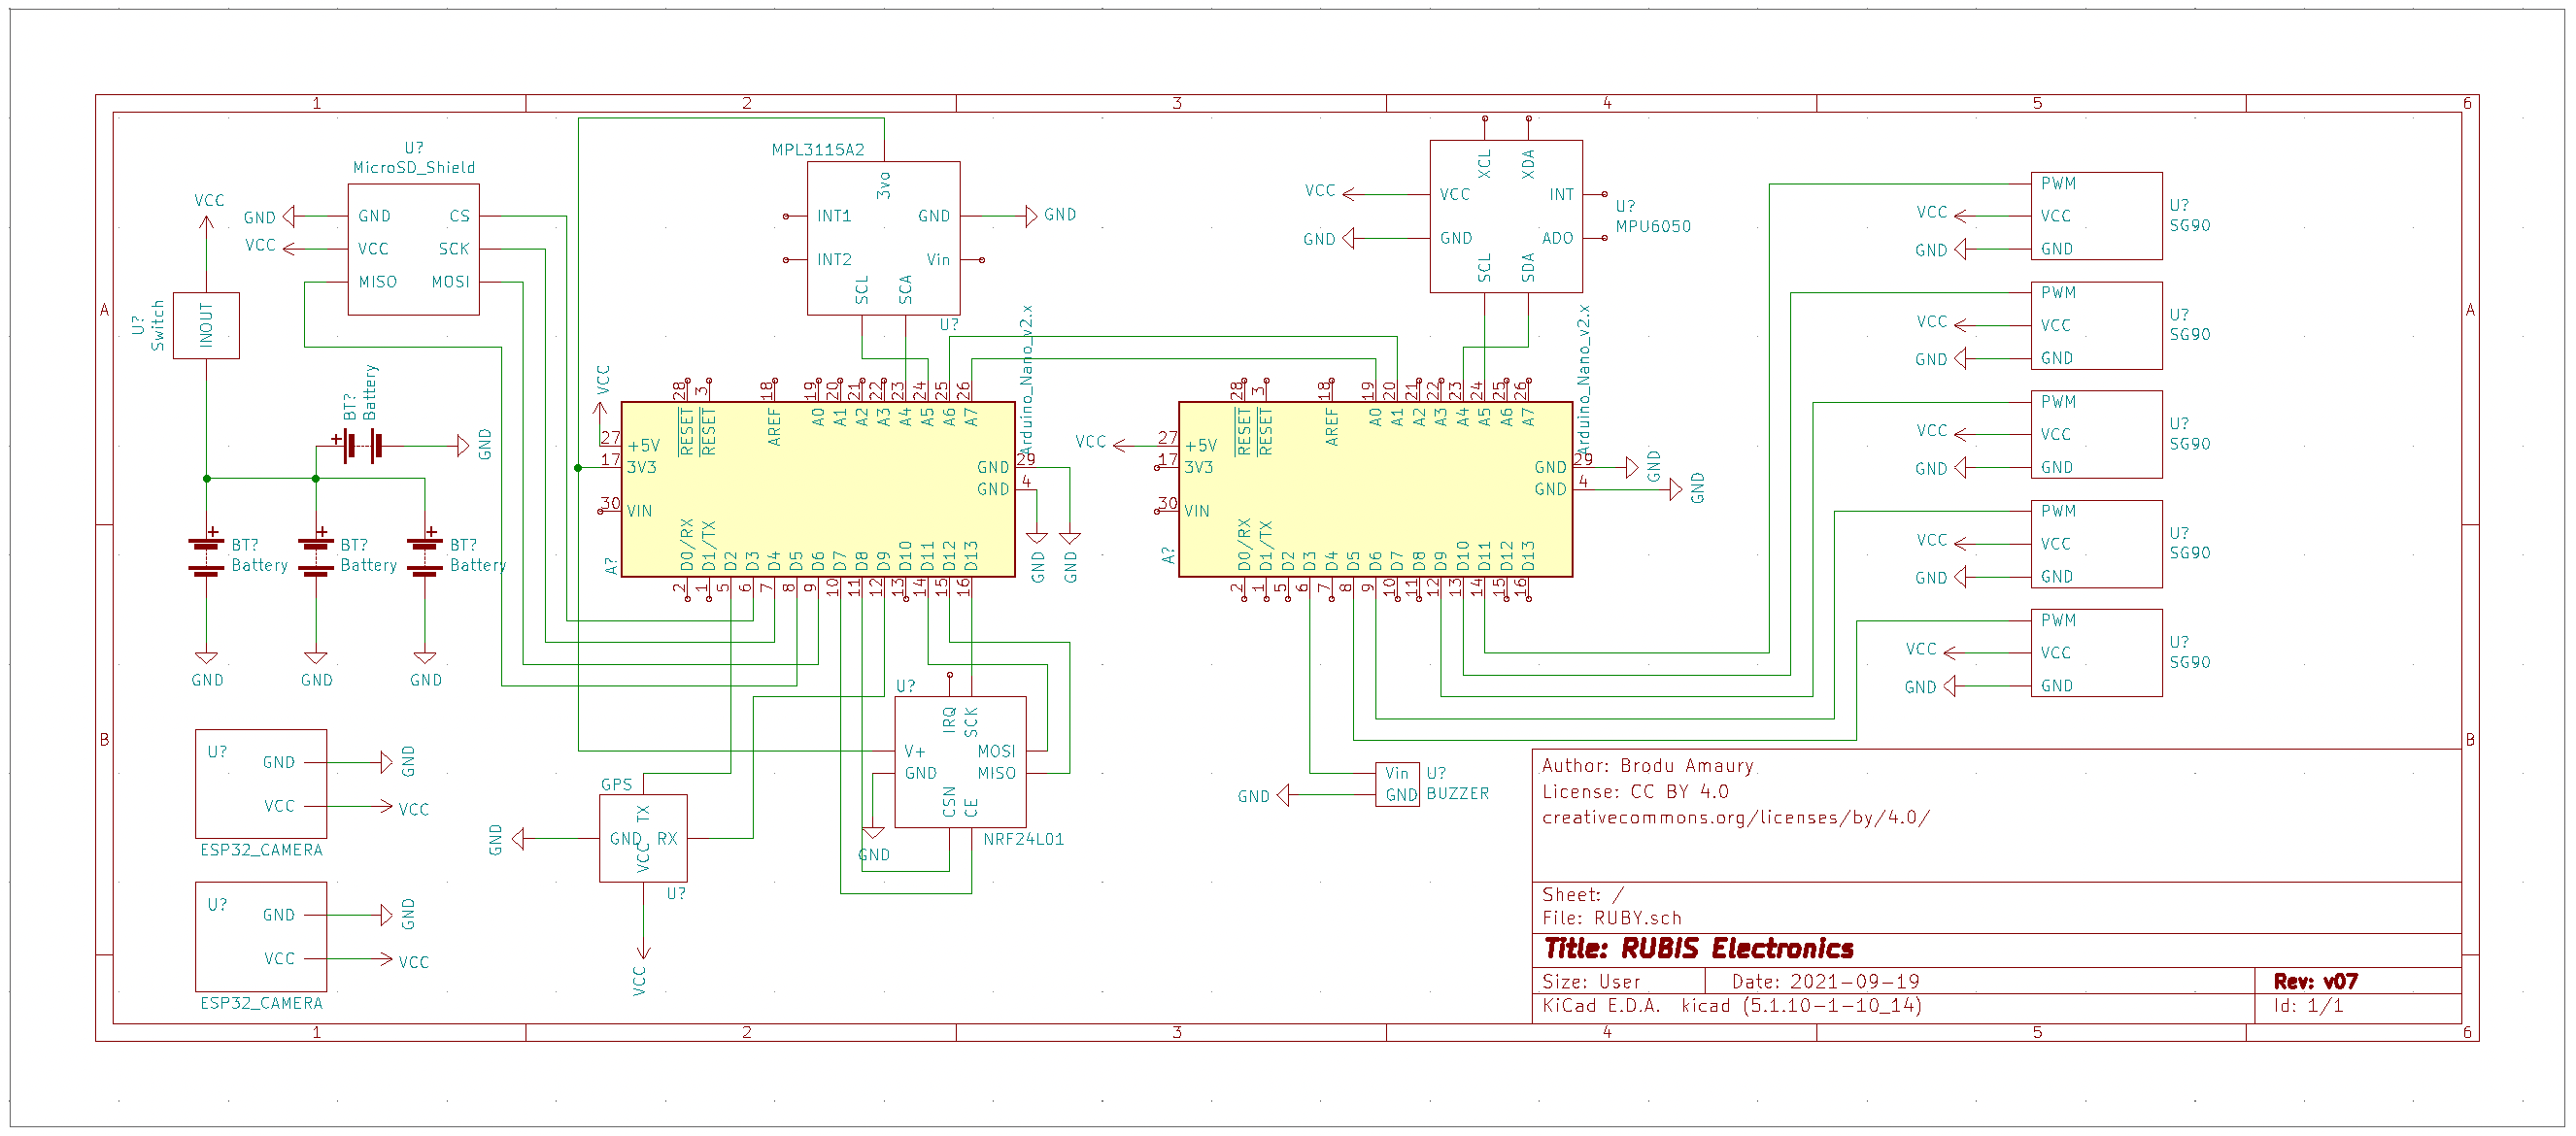 1 2 3 4 5 6
A
B
U?
MicroSD_Shield
GND CS
VCC SCK
MISO MOSI
GND
VCC
VCC
INOUT
U?
Switch
BT?
Battery
GND
BT?
Battery
BT?
Battery
BT?
Battery
GND GND GND
U?
GND
VCC
ESP32_CAMERA
GND
VCC
U?
GND
VCC
ESP32_CAMERA
GND
VCC
MPL3115A2
3vo
INT1 GND
INT2 Vin
SCL SCA
U?
GND
VCC
Arduino_Nano_v2.x
28 3 18 19 20 21 22 23 24 25 26
RESET RESET AREF A0 A1 A2 A3 A4 A5 A6 A7
27 +5V
17 3V3
30 VIN
GND 29
GND 4
D0/RX D1/TX D2 D3 D4 D5 D6 D7 D8 D9 D10 D11 D12 D13
2 1 5 6 7 8 9 10 11 12 13 14 15 16
A?
GND GND
GPS
TX
GND RX
VCC
U?
GND
VCC
U?
IRQ SCK
V+ MOSI
GND MISO
CSN CE
NRF24L01
GND
XCL XDA
VCC INT
GND ADO
SCL SDA
U?
MPU6050
VCC
GND
VCC
Arduino_Nano_v2.x
28 3 18 19 20 21 22 23 24 25 26
RESET RESET AREF A0 A1 A2 A3 A4 A5 A6 A7
27 +5V
17 3V3
30 VIN
GND 29
GND 4
D0/RX D1/TX D2 D3 D4 D5 D6 D7 D8 D9 D10 D11 D12 D13
2 1 5 6 7 8 9 10 11 12 13 14 15 16
A?
GND
GND
Vin
GND
U?
BUZZER
GND
PWM
VCC VCC
GND GND
U?
SG90
PWM
VCC VCC
GND GND
U?
SG90
PWM
VCC VCC
GND GND
U?
SG90
PWM
VCC VCC
GND GND
U?
SG90
PWM
VCC VCC
GND GND
U?
SG90
A
B
Author: Brodu Amaury
License: CC BY 4.0
creativecommons.org/licenses/by/4.0/
Sheet: /
File: RUBY.sch
Title: RUBIS Electronics
Size: User Date: 2021-09-19 Rev: v07
KiCad E.D.A. kicad (5.1.10-1-10_14) Id: 1/1
1 2 3 4 5 6